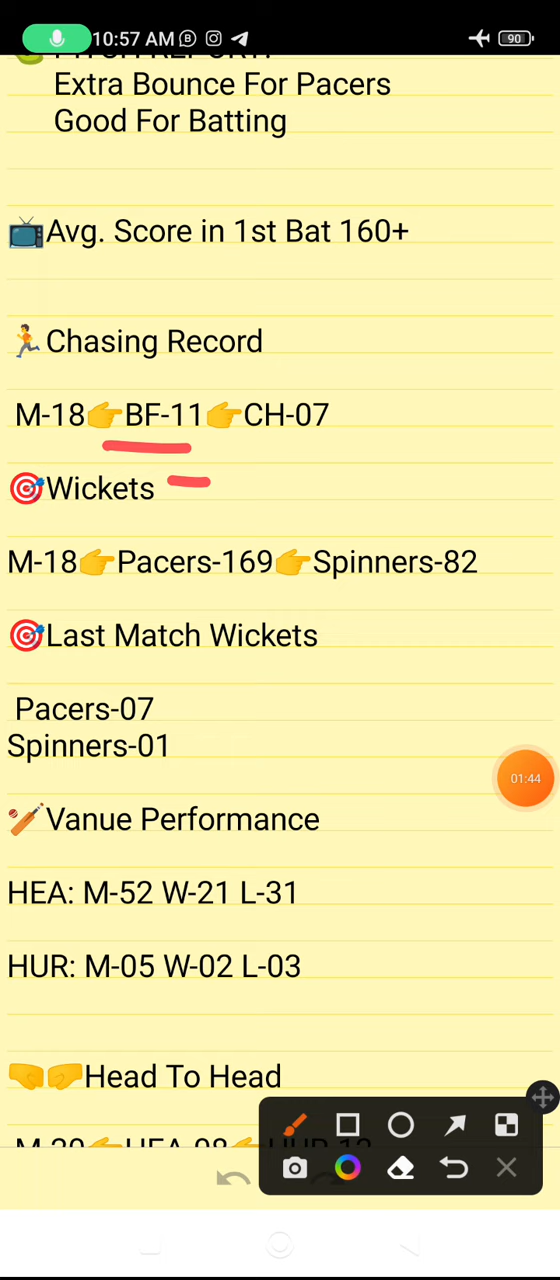 10:57 AM
90
PITCH REPORT:
Extra Bounce For Pacers
Good For Batting
📺Avg. Score in 1st Bat 160+
🏃Chasing Record
M-18👉BF-11👉CH-07
🎯Wickets
M-18👉Pacers-169👉Spinners-82
🎯Last Match Wickets
Pacers-07
Spinners-01
01:44
🏏Vanue Performance
HEA: M-52 W-21 L-31
HUR: M-05 W-02 L-03
🤜🤛Head To Head